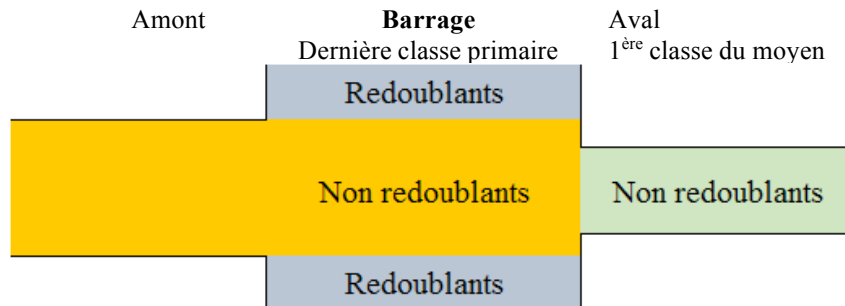 Amont Barrage Aval
Dernière classe primaire 1ère classe du moyen
Redoublants
Non redoublants Non redoublants
Redoublants